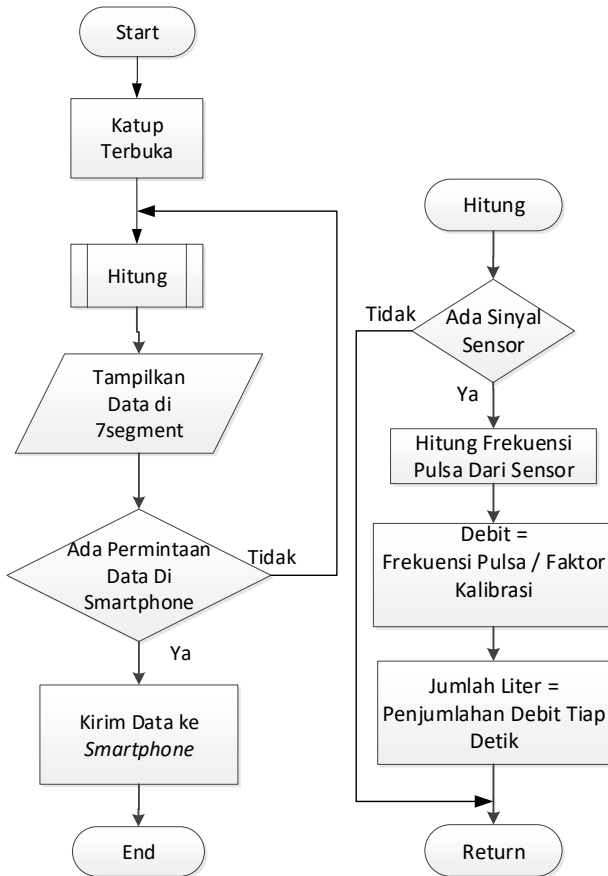 Start
Katup
Terbuka
Hitung
Tampilkan
Data di
7segment
Ada Permintaan
Data Di
Smartphone
Tidak
Ya
Kirim Data ke
Smartphone
End
Hitung
Ada Sinyal
Sensor
Tidak
Ya
Hitung Frekuensi
Pulsa Dari Sensor
Debit =
Frekuensi Pulsa / Faktor
Kalibrasi
Jumlah Liter =
Penjumlahan Debit Tiap
Detik
Return